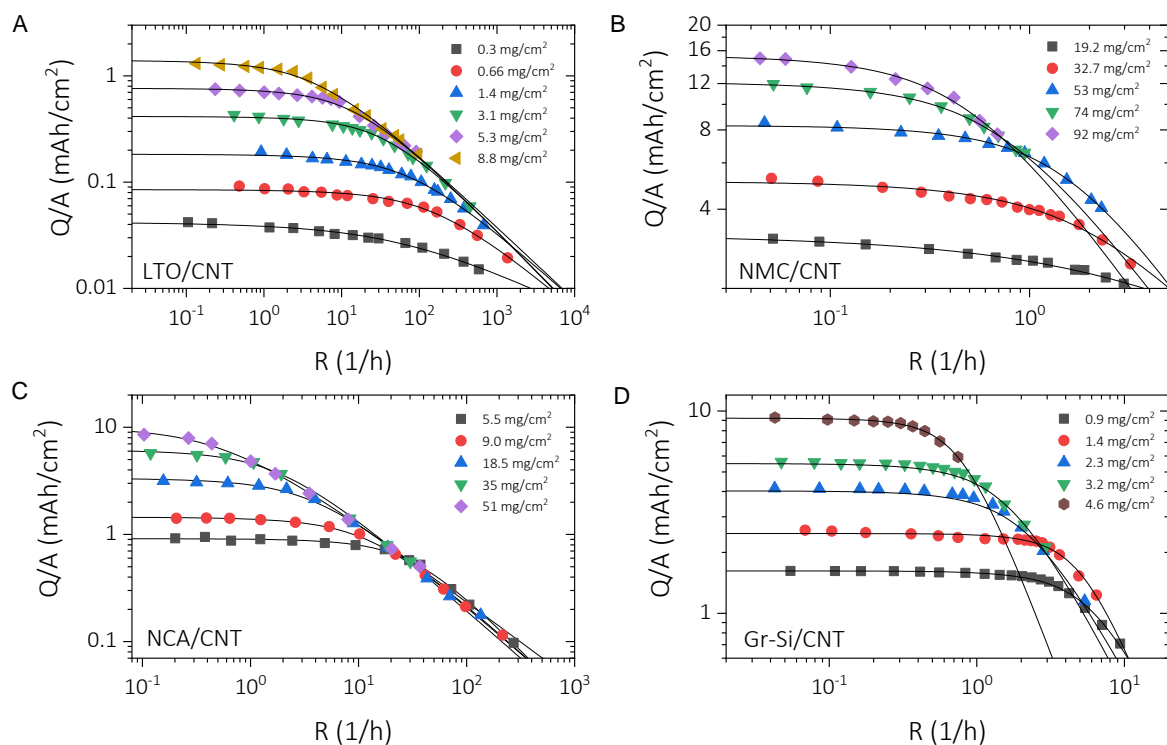 A
Q/A (mAh/cm²)
1
0.1
0.01
0.3 mg/cm²
0.66 mg/cm²
1.4 mg/cm²
3.1 mg/cm²
5.3 mg/cm²
8.8 mg/cm²
LTO/CNT
10⁻¹ 10⁰ 10¹ 10² 10³ 10⁴
R (1/h)
B
Q/A (mAh/cm²)
20
16
12
8
4
19.2 mg/cm²
32.7 mg/cm²
53 mg/cm²
74 mg/cm²
92 mg/cm²
NMC/CNT
10⁻¹ 10⁰
R (1/h)
C
Q/A (mAh/cm²)
10
1
0.1
5.5 mg/cm²
9.0 mg/cm²
18.5 mg/cm²
35 mg/cm²
51 mg/cm²
NCA/CNT
10⁻¹ 10⁰ 10¹ 10² 10³
R (1/h)
D
Q/A (mAh/cm²)
10
1
0.9 mg/cm²
1.4 mg/cm²
2.3 mg/cm²
3.2 mg/cm²
4.6 mg/cm²
Gr-Si/CNT
10⁻¹ 10⁰ 10¹
R (1/h)